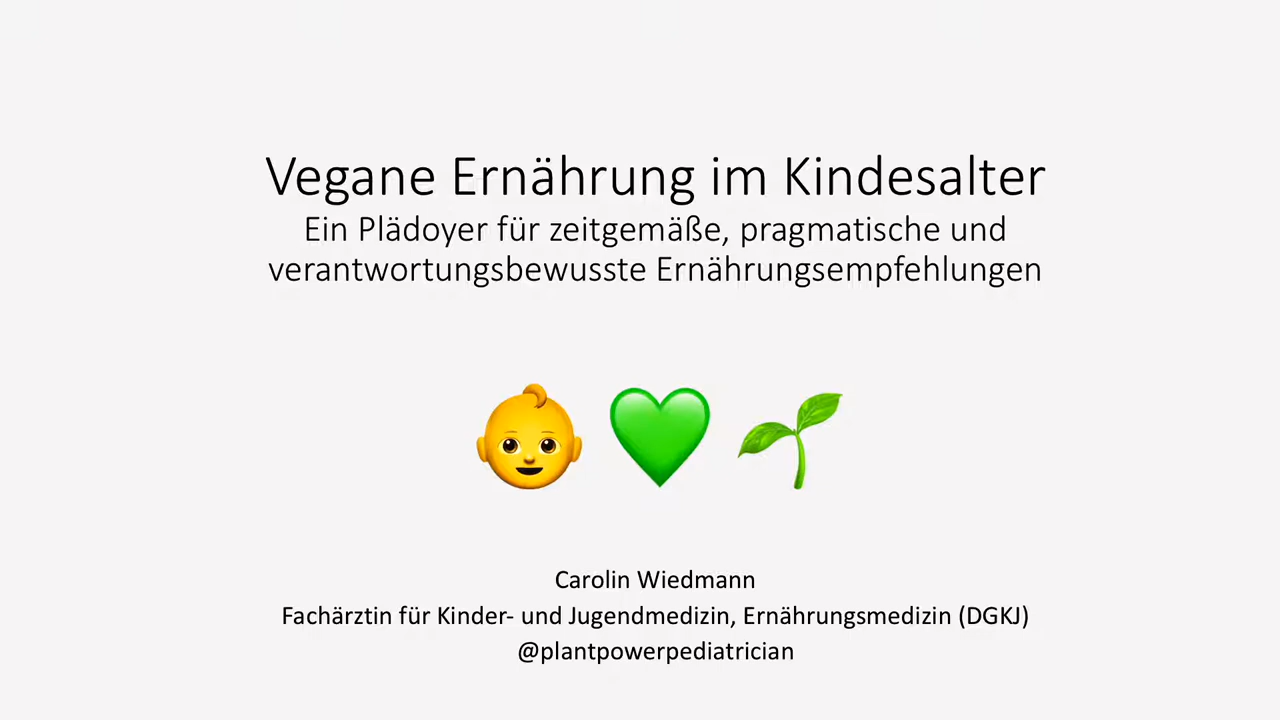 Vegane Ernährung im Kindesalter
Ein Plädoyer für zeitgemäße, pragmatische und
verantwortungsbewusste Ernährungsempfehlungen
Carolin Wiedmann
Fachärztin für Kinder- und Jugendmedizin, Ernährungsmedizin (DGKJ)
@plantpowerpediatrician